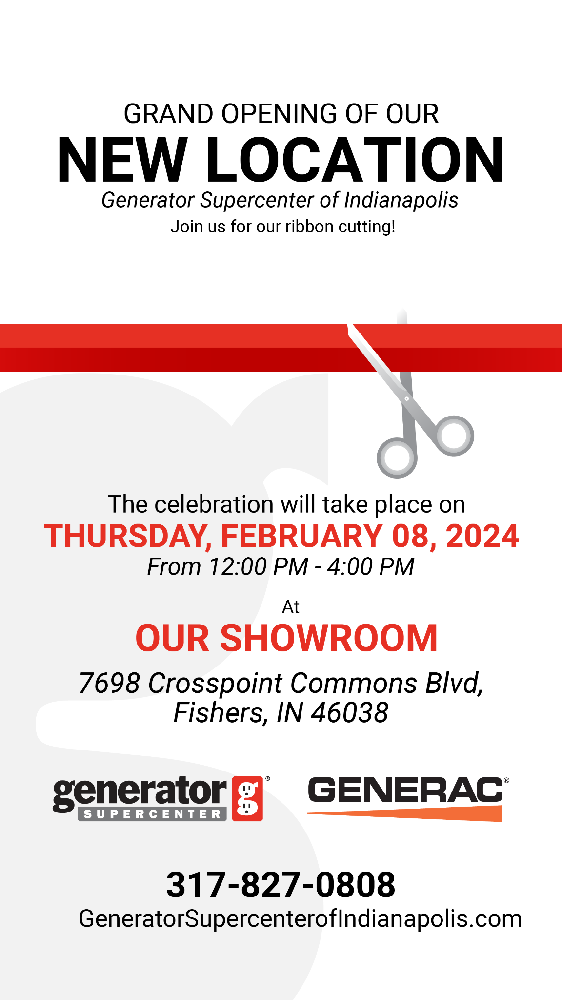 GRAND OPENING OF OUR
NEW LOCATION
Generator Supercenter of Indianapolis
Join us for our ribbon cutting!
The celebration will take place on
THURSDAY, FEBRUARY 08, 2024
From 12:00 PM - 4:00 PM
At
OUR SHOWROOM
7698 Crosspoint Commons Blvd,
Fishers, IN 46038
generator g®
SUPERCENTER
GENERAC®
317-827-0808
GeneratorSupercenterofIndianapolis.com